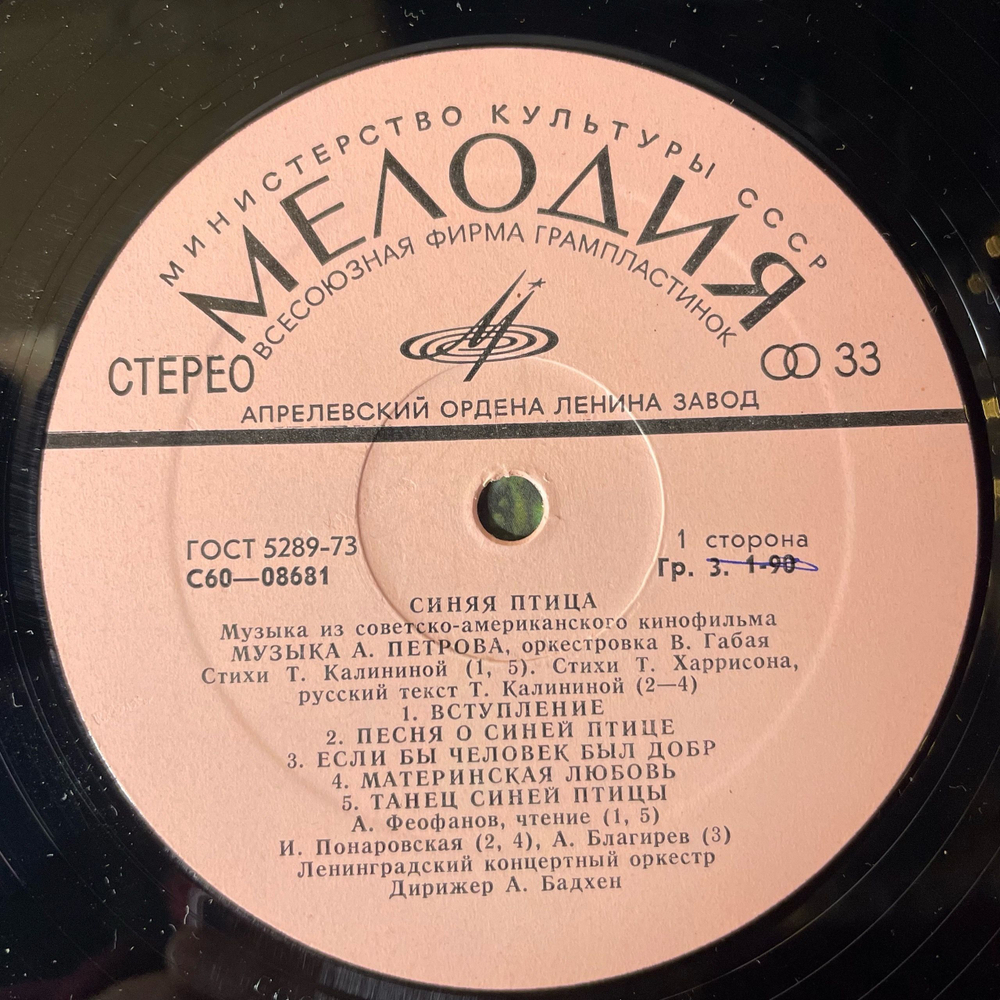 МИНИСТЕРСТВО КУЛЬТУРЫ СССР
МЕЛОДИЯ
ВСЕСОЮЗНАЯ ФИРМА ГРАМПЛАСТИНОК
СТЕРЕО
33
АПРЕЛЕВСКИЙ ОРДЕНА ЛЕНИНА ЗАВОД
ГОСТ 5289-73
С60—08681
1 сторона
Гр. 3. 1-90
СИНЯЯ ПТИЦА
Музыка из советско-американского кинофильма
МУЗЫКА А. ПЕТРОВА, оркестровка В. Габая
Стихи Т. Калининой (1, 5). Стихи Т. Харрисона,
русский текст Т. Калининой (2—4)
1. ВСТУПЛЕНИЕ
2. ПЕСНЯ О СИНЕЙ ПТИЦЕ
3. ЕСЛИ БЫ ЧЕЛОВЕК БЫЛ ДОБР
4. МАТЕРИНСКАЯ ЛЮБОВЬ
5. ТАНЕЦ СИНЕЙ ПТИЦЫ
А. Феофанов, чтение (1, 5)
И. Понаровская (2, 4), А. Благирев (3)
Ленинградский концертный оркестр
Дирижер А. Бадхен